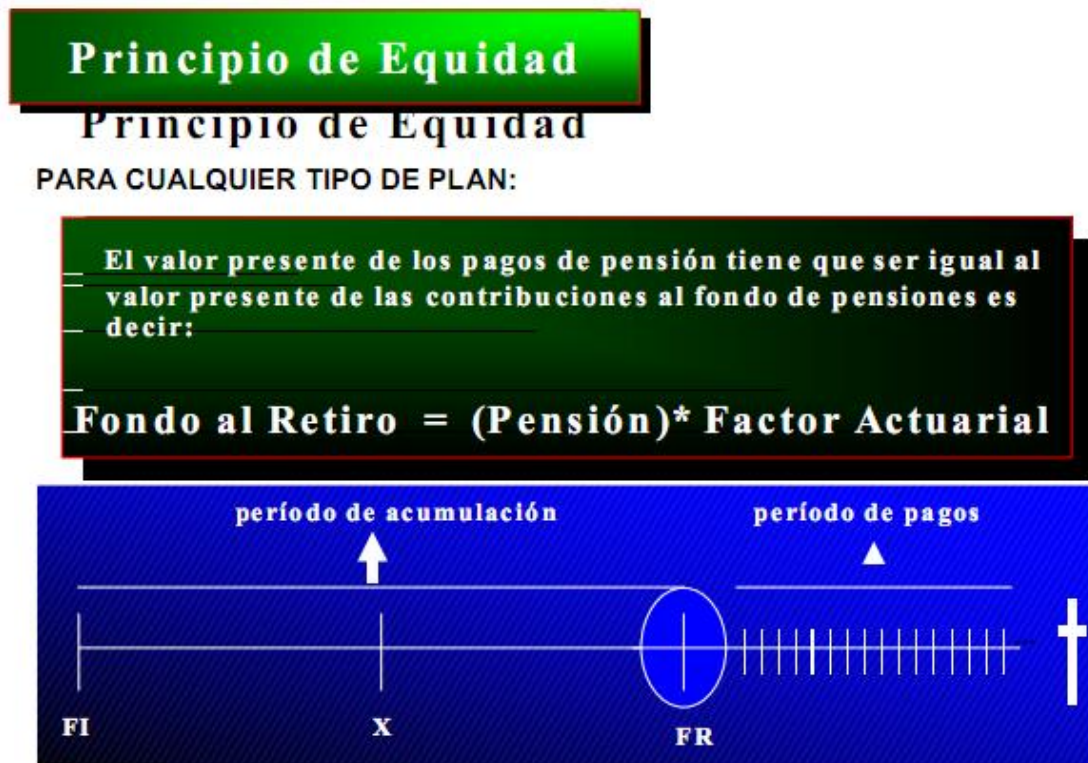 Principio de Equidad
Principio de Equidad
PARA CUALQUIER TIPO DE PLAN:
El valor presente de los pagos de pensión tiene que ser igual al
valor presente de las contribuciones al fondo de pensiones es
decir:
Fondo al Retiro = (Pensión)* Factor Actuarial
período de acumulación
período de pagos
FI
X
FR